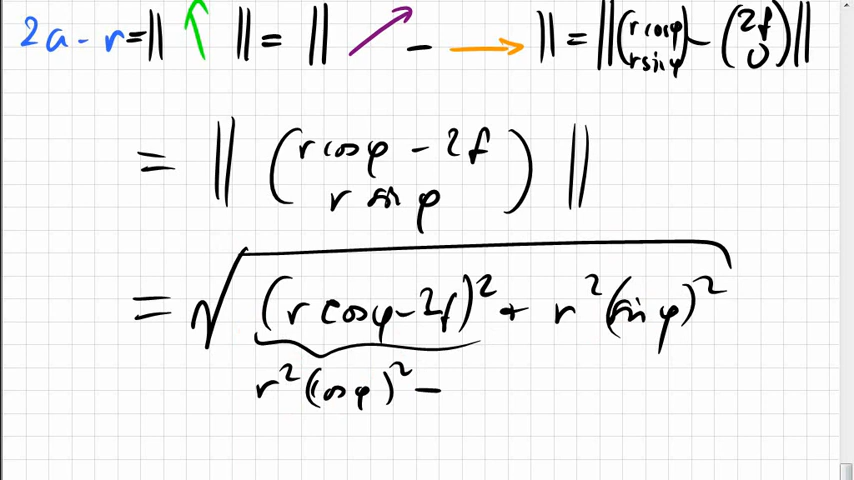 2a - r = ‖ ↑ ‖ = ‖ ↗ - → ‖ = ‖ (r cos φ r sin φ) - (2f 0) ‖
= ‖ ( r cos φ - 2f
r sin φ ) ‖
= √ (r cos φ - 2f)² + r² (sin φ)²
r² (cos φ)² -